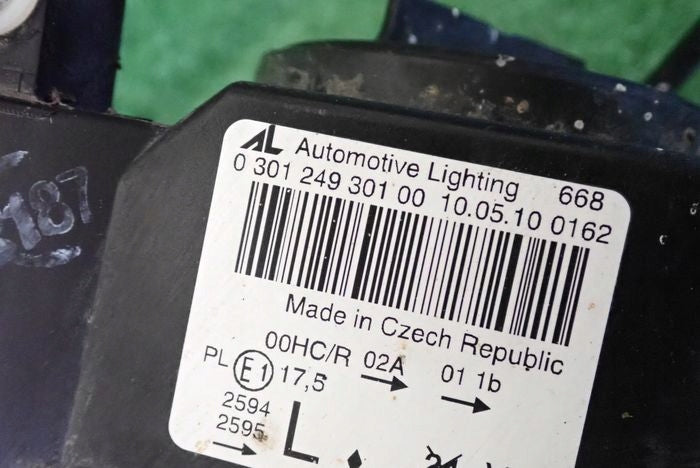 AL Automotive Lighting 668
0 301 249 301 00 10.05.10 0162
Made in Czech Republic
00HC/R 02A 01 1b
PL E1 17,5
2594
2595
L
487